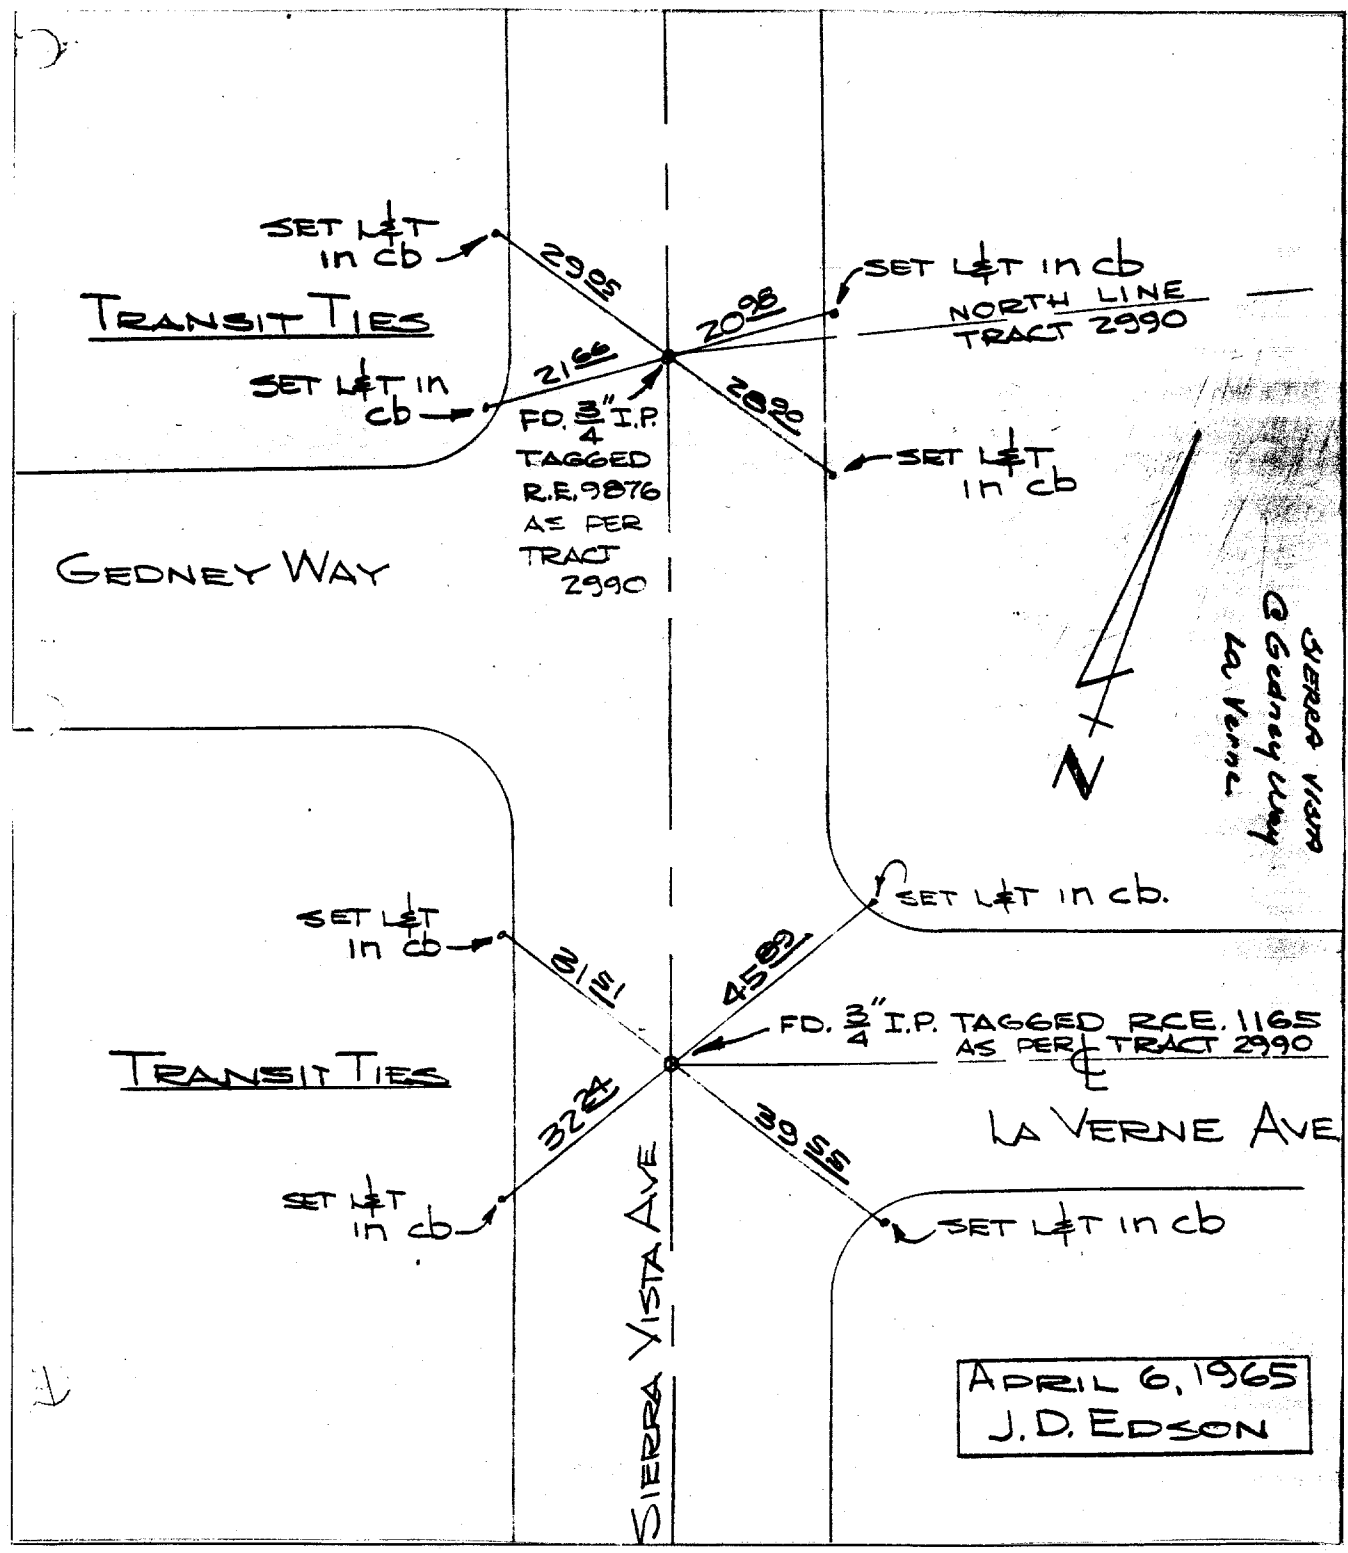 SET L&T
in cb
29 05
TRANSIT TIES
SET L&T in
cb
21 66
20 98
SET L&T in cb
NORTH LINE
TRACT 2990
28 90
SET L&T
in cb
FD. 3/4" I.P.
TAGGED
R.E. 9876
AS PER
TRACT
2990
GEDNEY WAY
N
SIERRA VISTA
@ Gedney Way
La Verne
SET L&T
in cb
31 51
45 89
SET L&T in cb.
FD. 3/4" I.P. TAGGED RCE. 1165
AS PER TRACT 2990
℄
TRANSIT TIES
32 24
39 55
LA VERNE AVE
SET L&T
in cb
SET L&T in cb
SIERRA VISTA AVE
APRIL 6, 1965
J.D. EDSON